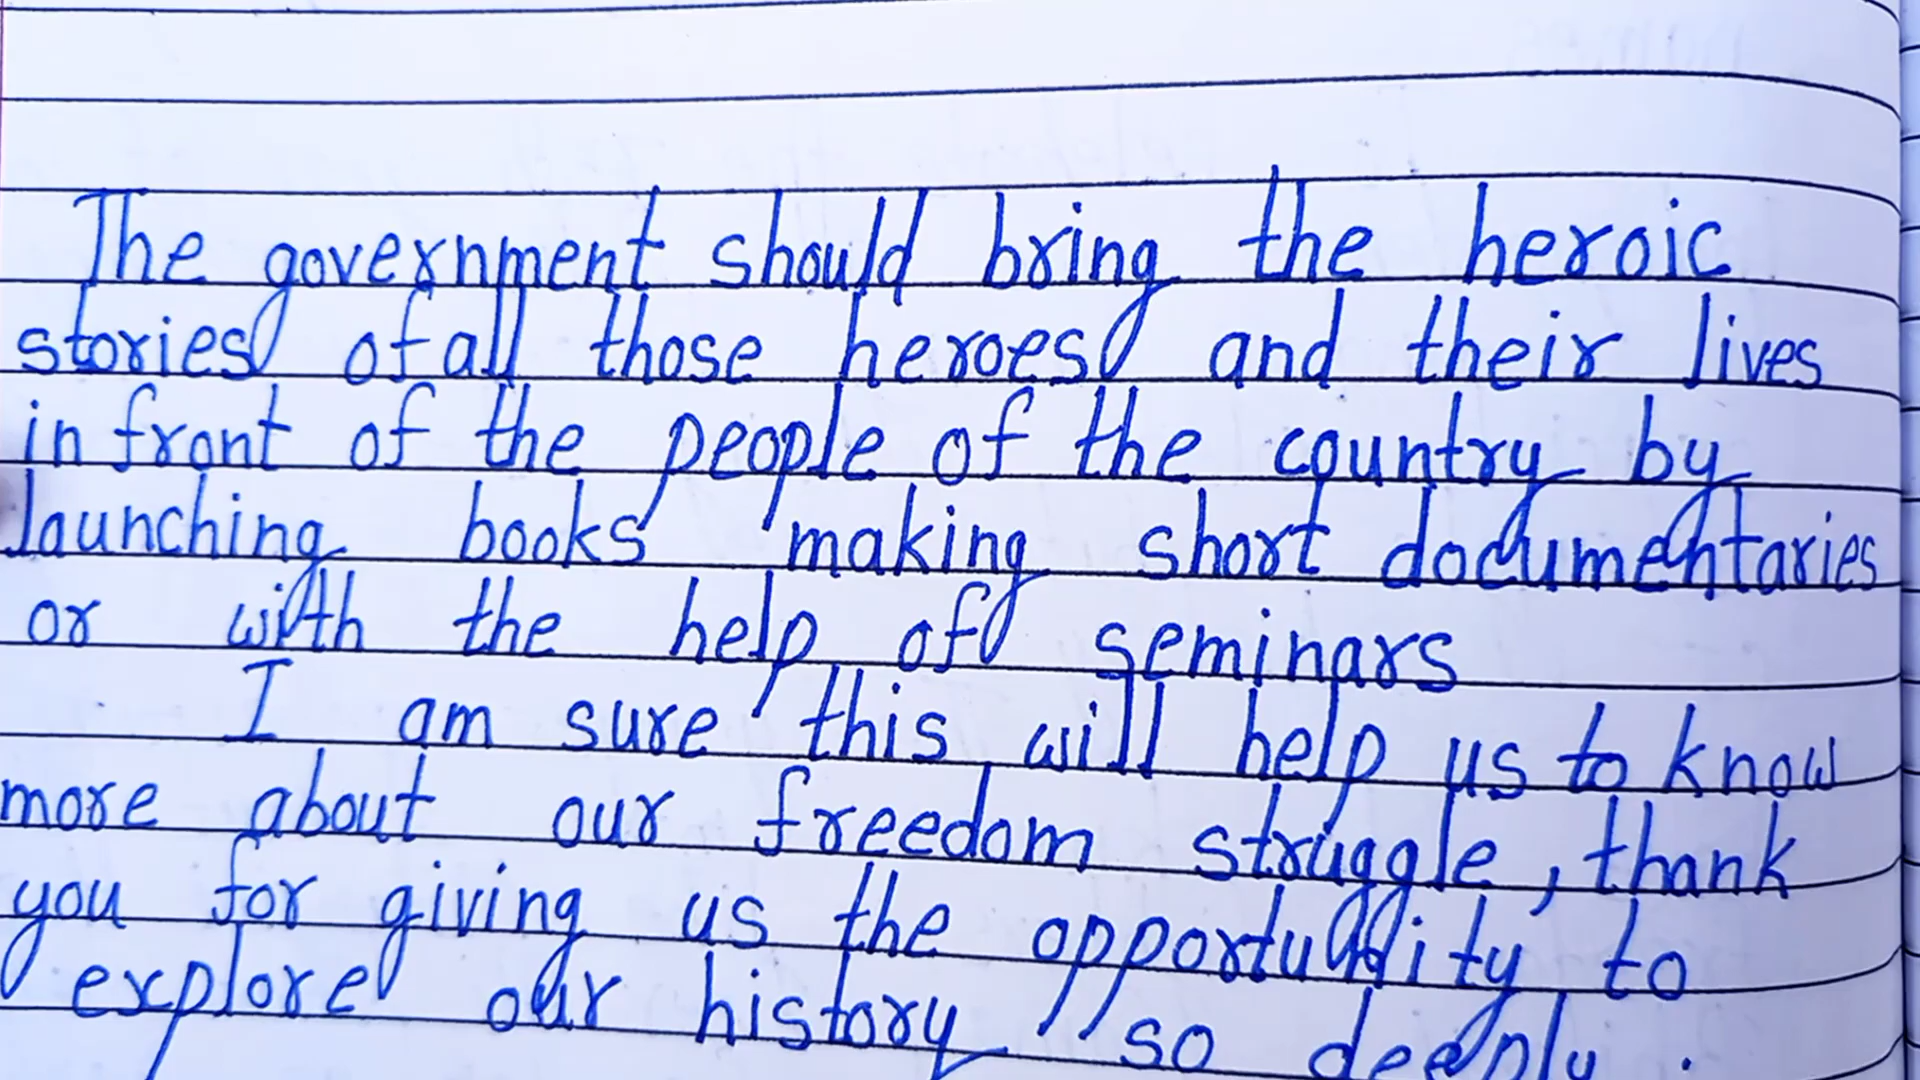 The government should bring the heroic
stories of all those heroes and their lives
in front of the people of the country by
launching books making short documentaries
or with the help of seminars
I am sure this will help us to know
more about our freedom struggle, thank
you for giving us the opportunity to
explore our history so deeply.